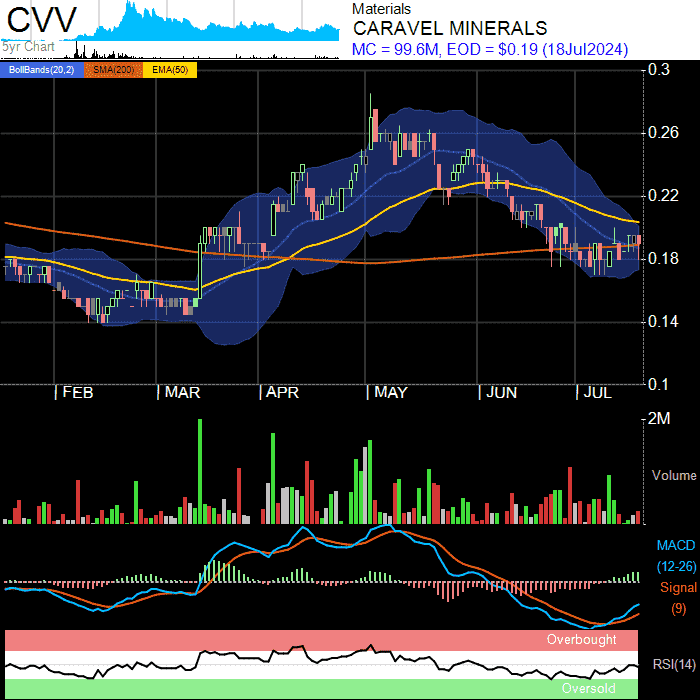 CVV
5yr Chart
Materials
CARAVEL MINERALS
MC = 99.6M, EOD = $0.19 (18Jul2024)
BollBands(20,2) SMA(200) EMA(50)
0.3
0.26
0.22
0.18
0.14
0.1
FEB MAR APR MAY JUN JUL
2M
Volume
MACD
(12-26)
Signal
(9)
Overbought
RSI(14)
Oversold